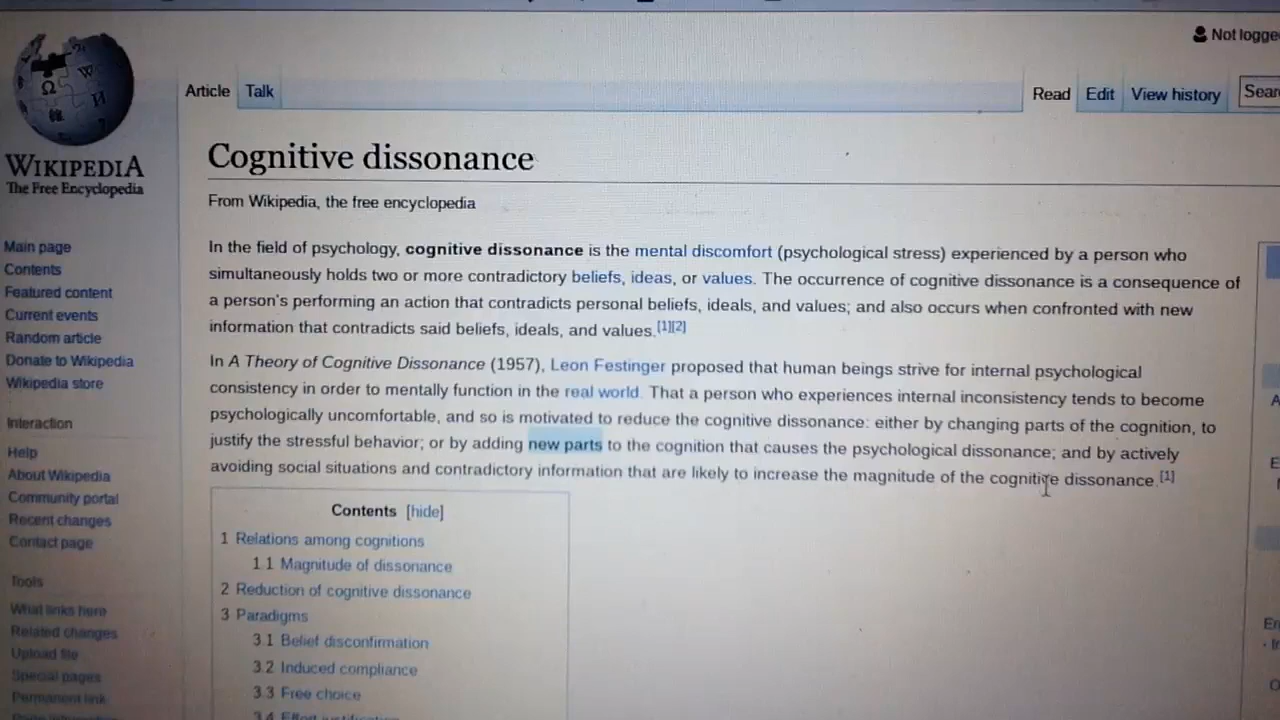 Not logge
Article Talk
Read Edit View history Sear
WIKIPEDIA
The Free Encyclopedia
Cognitive dissonance
From Wikipedia, the free encyclopedia
In the field of psychology, cognitive dissonance is the mental discomfort (psychological stress) experienced by a person who
simultaneously holds two or more contradictory beliefs, ideas, or values. The occurrence of cognitive dissonance is a consequence of
a person's performing an action that contradicts personal beliefs, ideals, and values; and also occurs when confronted with new
information that contradicts said beliefs, ideals, and values.[1][2]
In A Theory of Cognitive Dissonance (1957), Leon Festinger proposed that human beings strive for internal psychological
consistency in order to mentally function in the real world. That a person who experiences internal inconsistency tends to become
psychologically uncomfortable, and so is motivated to reduce the cognitive dissonance: either by changing parts of the cognition, to
justify the stressful behavior; or by adding new parts to the cognition that causes the psychological dissonance; and by actively
avoiding social situations and contradictory information that are likely to increase the magnitude of the cognitive dissonance.[1]
Contents [hide]
1 Relations among cognitions
1.1 Magnitude of dissonance
2 Reduction of cognitive dissonance
3 Paradigms
3.1 Belief disconfirmation
3.2 Induced compliance
3.3 Free choice
3.4 Effort justification
Main page
Contents
Featured content
Current events
Random article
Donate to Wikipedia
Wikipedia store
Interaction
Help
About Wikipedia
Community portal
Recent changes
Contact page
Tools
What links here
Related changes
Upload file
Special pages
Permanent link